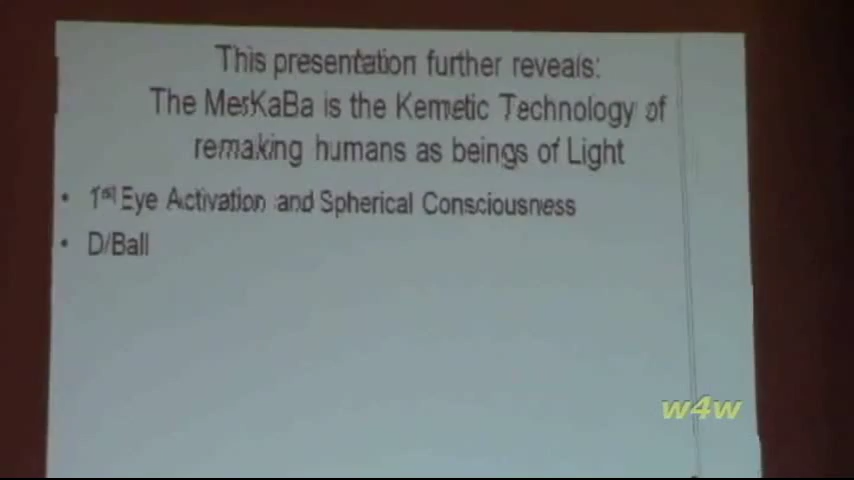 This presentation further reveals:
The MerKaBa is the Kemetic Technology of
remaking humans as beings of Light
• 1st Eye Activation and Spherical Consciousness
• D/Ball
w4w